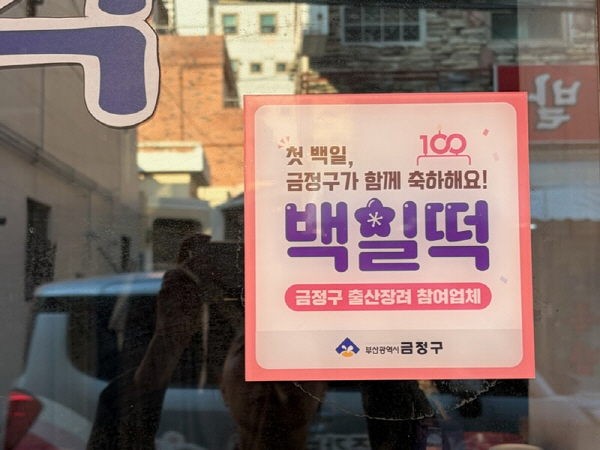 첫 백일,
100
금정구가 함께 축하해요!
백일떡
금정구 출산장려 참여업체
부산광역시 금정구